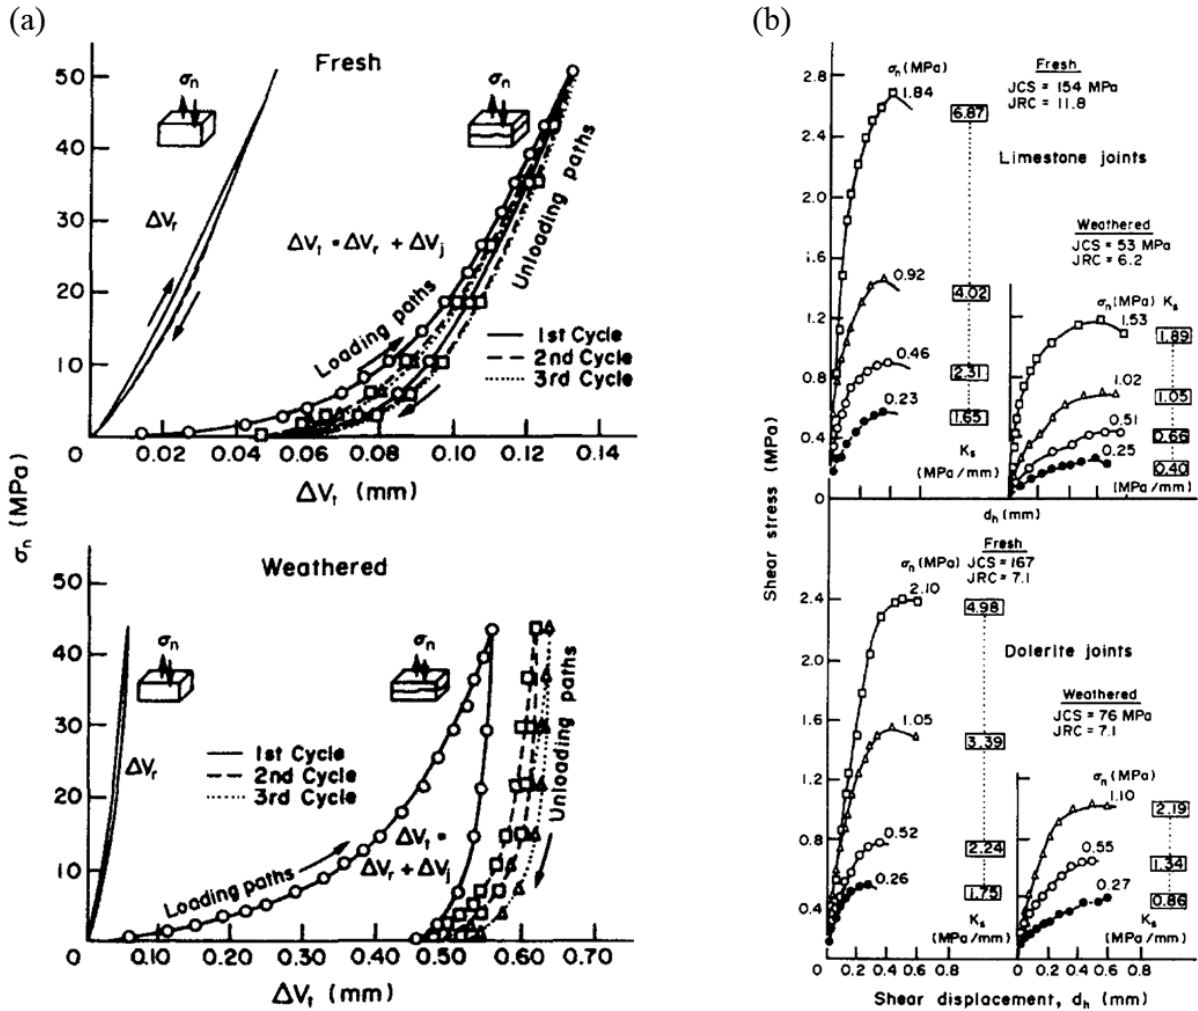 (a)
Fresh
σn
σn
ΔVr
ΔVt = ΔVr + ΔVj
Loading paths
Unloading paths
1st Cycle
2nd Cycle
3rd Cycle
50
40
30
20
10
0
0.02
0.04
0.06
0.08
0.10
0.12
0.14
ΔVt (mm)
σn (MPa)
Weathered
σn
σn
ΔVr
1st Cycle
2nd Cycle
3rd Cycle
ΔVt =
ΔVr + ΔVj
Loading paths
Unloading paths
50
40
30
20
10
0
0.10
0.20
0.30
0.40
0.50
0.60
0.70
ΔVt (mm)
(b)
Shear stress (MPa)
2.8
2.4
2.0
1.6
1.2
0.8
0.4
0
σn (MPa)
1.84
0.92
0.46
0.23
6.87
4.02
2.31
1.65
Ks
(MPa/mm)
Fresh
JCS = 154 MPa
JRC = 11.8
Limestone joints
Weathered
JCS = 53 MPa
JRC = 6.2
σn (MPa) Ks
1.53
1.02
0.51
0.25
1.89
1.05
0.66
0.40
(MPa/mm)
dh (mm)
Fresh
σn (MPa) JCS = 167
JRC = 7.1
2.10
1.05
0.52
0.26
4.98
3.39
2.24
1.75
Ks
(MPa/mm)
2.4
2.0
1.6
1.2
0.8
0.4
Dolerite joints
Weathered
JCS = 76 MPa
JRC = 7.1
σn (MPa)
1.10
0.55
0.27
2.19
1.34
0.86
Ks
(MPa/mm)
0 0.2 0.4 0.6 0.8
0 0.2 0.4 0.6 0.8
Shear displacement, dh (mm)